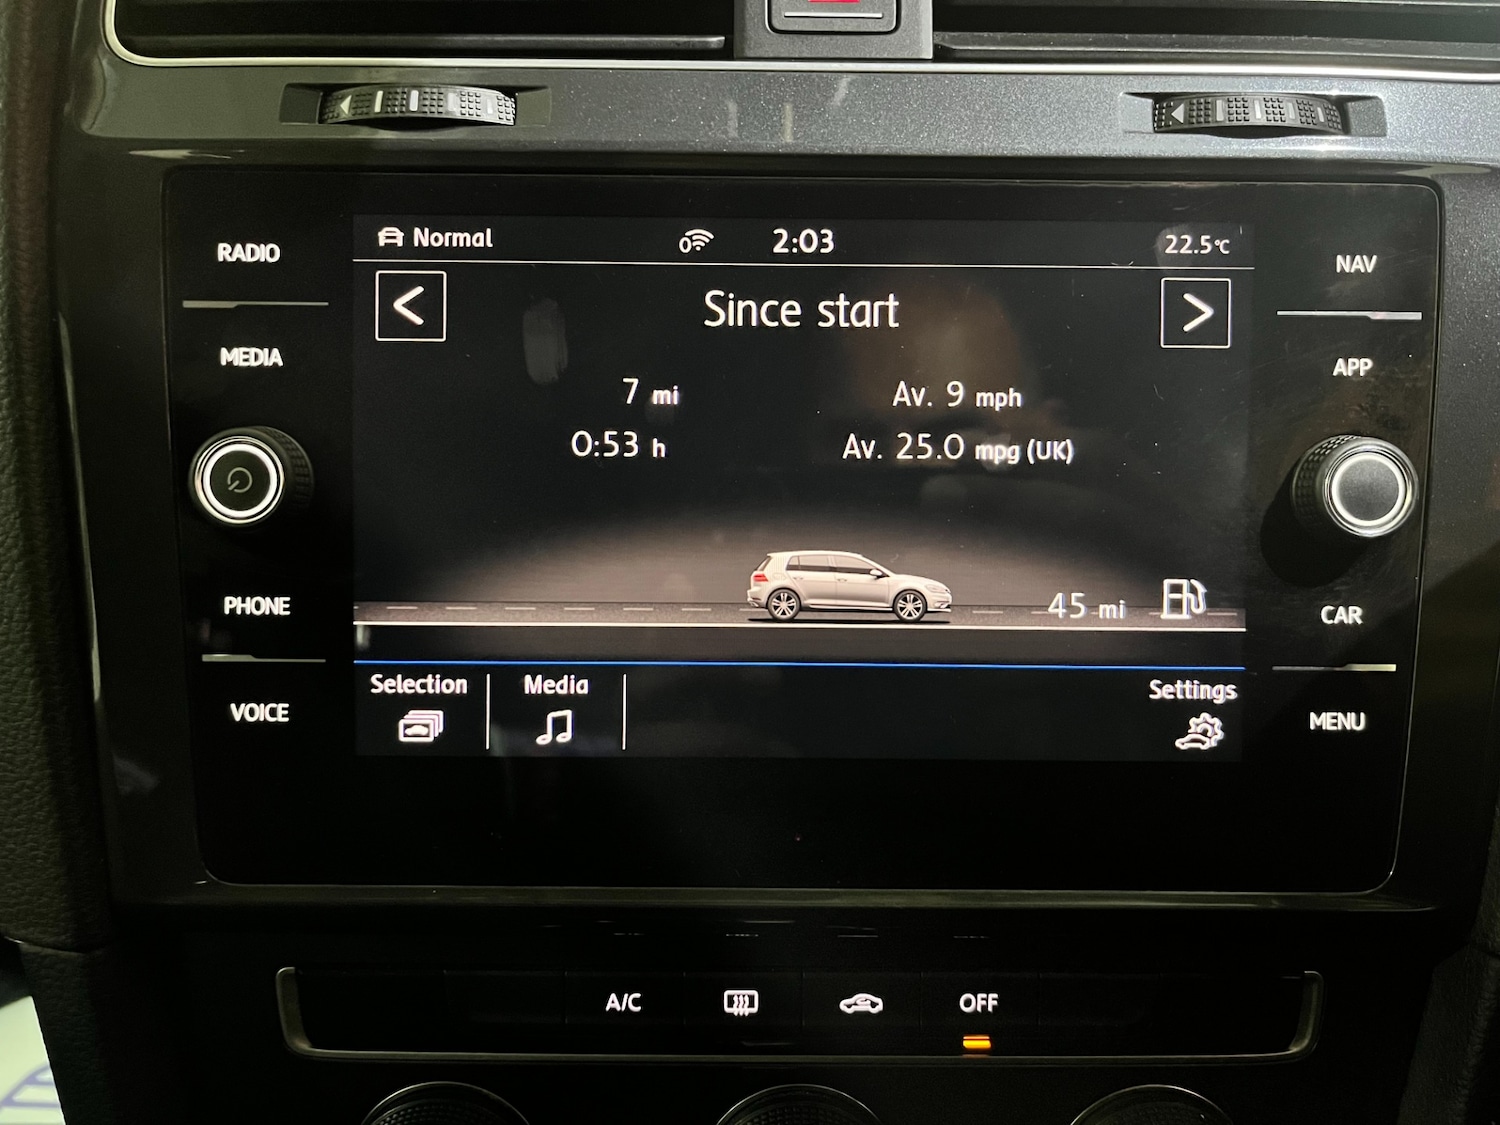 RADIO
MEDIA
PHONE
VOICE
Normal
2:03
22.5°C
Since start
7 mi
Av. 9 mph
0:53 h
Av. 25.0 mpg (UK)
45 mi
Selection
Media
Settings
NAV
APP
CAR
MENU
A/C
OFF